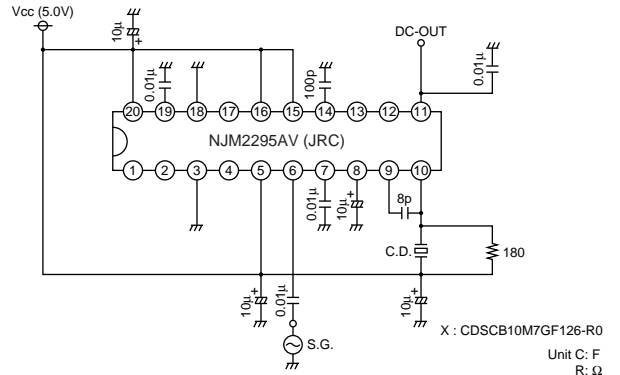 Vcc (5.0V)
10µ
+
DC-OUT
0.01µ
100p
0.01µ
20 19 18 17 16 15 14 13 12 11
NJM2295AV (JRC)
1 2 3 4 5 6 7 8 9 10
0.01µ
10µ
+
8p
C.D.
180
10µ
+
0.01µ
10µ
+
S.G.
X : CDSCB10M7GF126-R0
Unit C: F
R: Ω